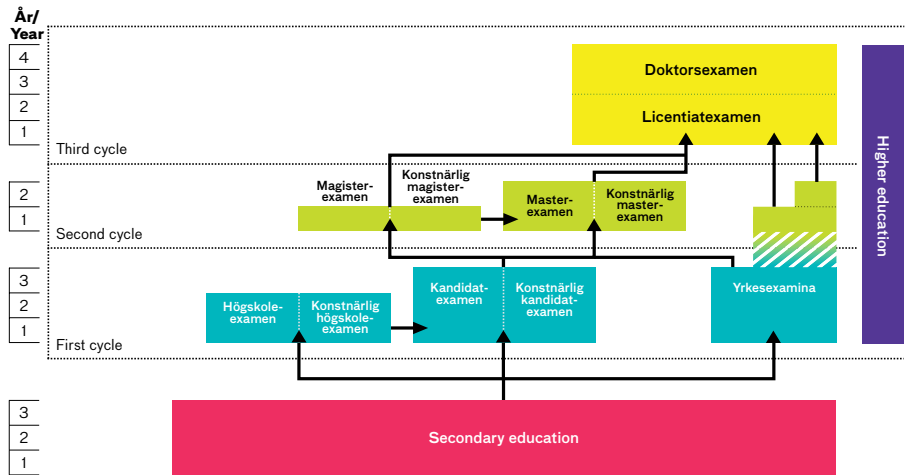 År/
Year
4
3
2
1
Doktorsexamen
Licentiatexamen
Third cycle
Higher education
2
1
Magister-
examen
Konstnärlig
magister-
examen
Master-
examen
Konstnärlig
master-
examen
Second cycle
3
2
1
Högskole-
examen
Konstnärlig
högskole-
examen
Kandidat-
examen
Konstnärlig
kandidat-
examen
Yrkesexamina
First cycle
3
2
1
Secondary education